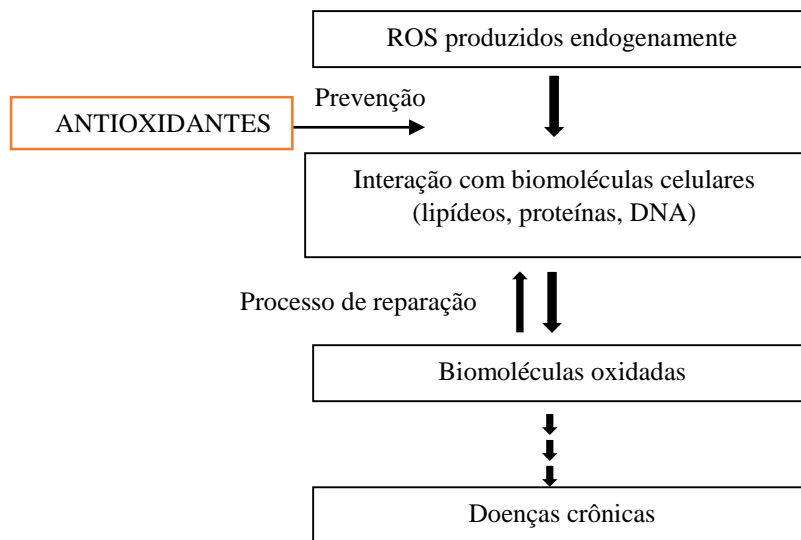 ROS produzidos endogenamente
Prevenção
ANTIOXIDANTES
Interação com biomoléculas celulares
(lipídeos, proteínas, DNA)
Processo de reparação
Biomoléculas oxidadas
Doenças crônicas